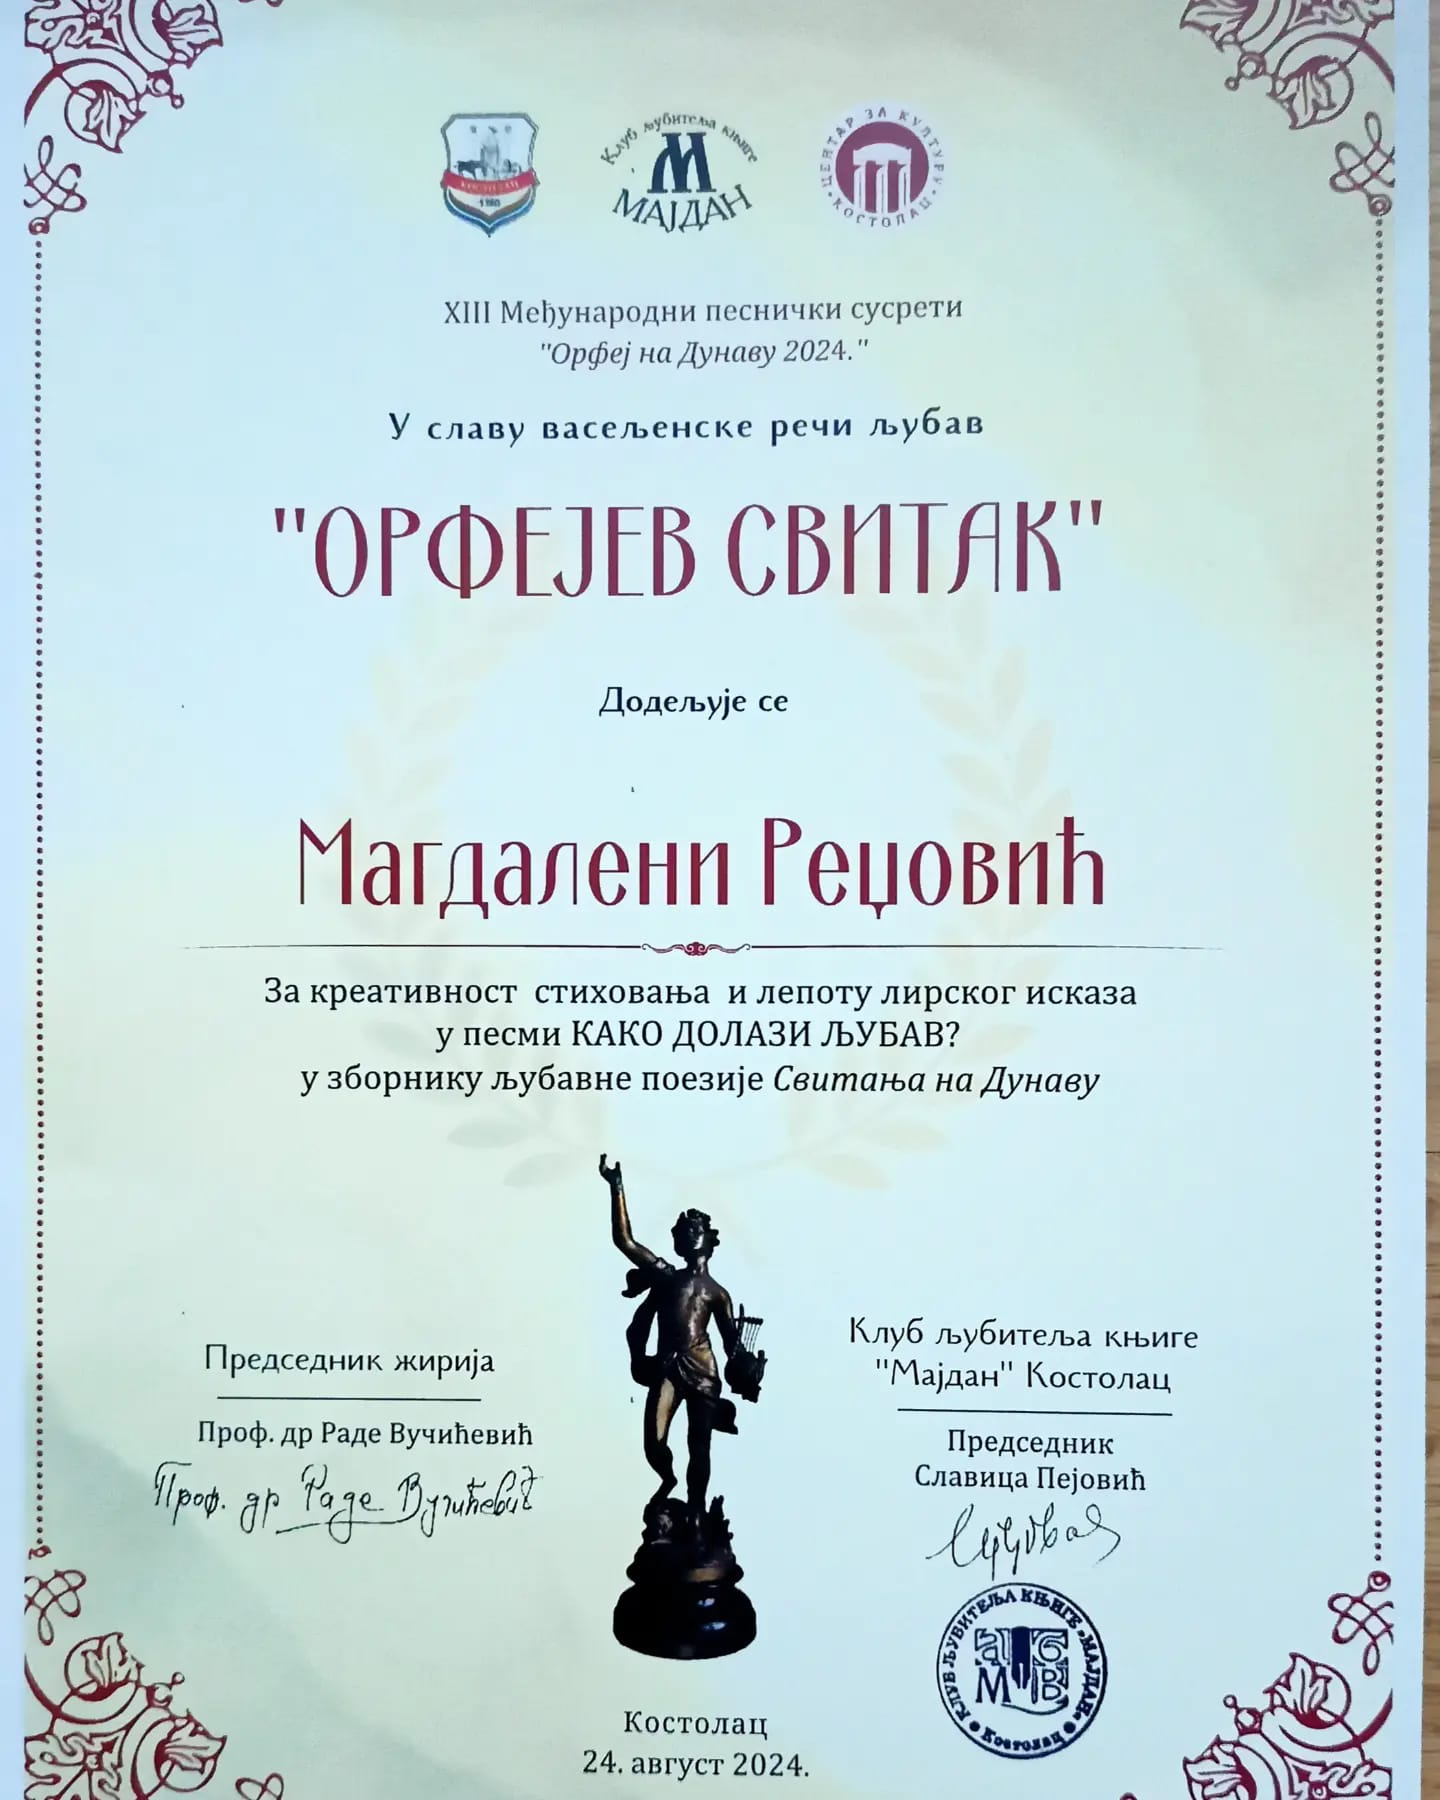 КОСТОЛАЦ
Клуб љубитеља књиге
М
МАЈДАН
ЦЕНТАР ЗА КУЛТУРУ
КОСТОЛАЦ
XIII Међународни песнички сусрети
"Орфеј на Дунаву 2024."
У славу васељенске речи љубав
"ОРФЕЈЕВ СВИТАК"
Додељује се
Магдалени Реџовић
За креативност стиховања и лепоту лирског исказа
у песми КАКО ДОЛАЗИ ЉУБАВ?
у зборнику љубавне поезије Свитања на Дунаву
Председник жирија
Проф. др Раде Вучићевић
Проф. др Раде Вучићевић
Клуб љубитеља књиге
"Мајдан" Костолац
Председник
Славица Пејовић
КЛУБ ЉУБИТЕЉА КЊИГЕ "МАЈДАН"
Костолац
Костолац
24. август 2024.